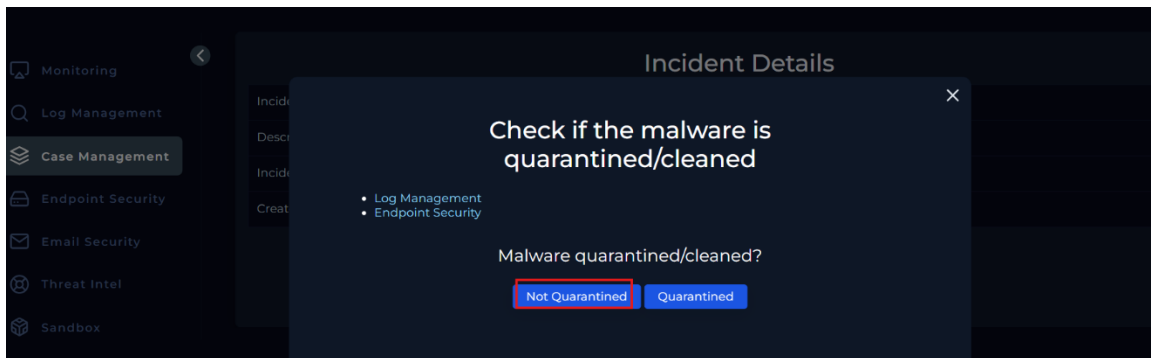 Incident Details
Monitoring
Log Management
Case Management
Endpoint Security
Email Security
Threat Intel
Sandbox
Check if the malware is
quarantined/cleaned
Log Management
Endpoint Security
Malware quarantined/cleaned?
Not Quarantined Quarantined